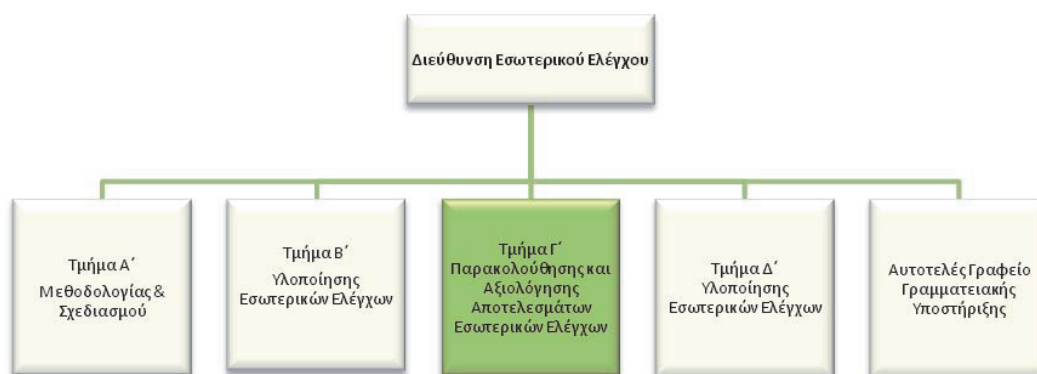 Διεύθυνση Εσωτερικού Ελέγχου
Τμήμα Α΄
Μεθοδολογίας &
Σχεδιασμού
Τμήμα Β΄
Υλοποίησης
Εσωτερικών Ελέγχων
Τμήμα Γ΄
Παρακολούθησης και
Αξιολόγησης
Αποτελεσμάτων
Εσωτερικών Ελέγχων
Τμήμα Δ΄
Υλοποίησης
Εσωτερικών Ελέγχων
Αυτοτελές Γραφείο
Γραμματειακής
Υποστήριξης